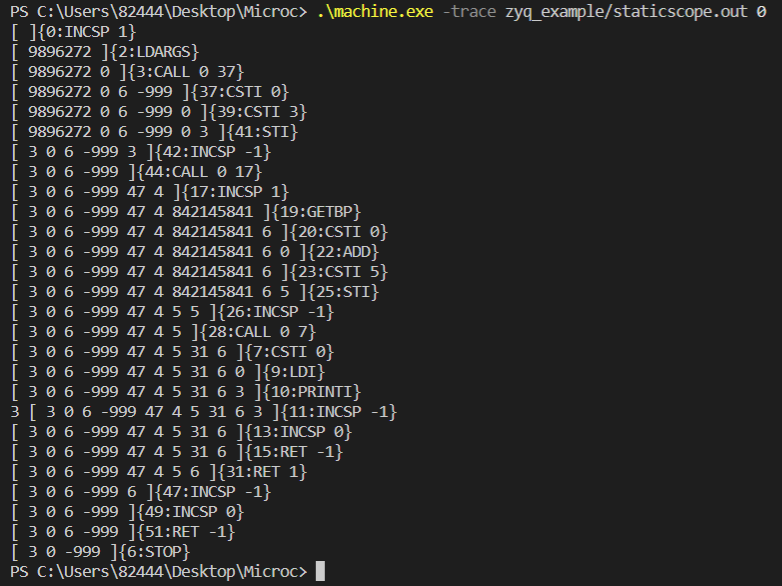 PS C:\Users\82444\Desktop\Microc> .\machine.exe -trace zyq_example/staticscope.out 0
[ ]{0:INCSP 1}
[ 9896272 ]{2:LDARGS}
[ 9896272 0 ]{3:CALL 0 37}
[ 9896272 0 6 -999 ]{37:CSTI 0}
[ 9896272 0 6 -999 0 ]{39:CSTI 3}
[ 9896272 0 6 -999 0 3 ]{41:STI}
[ 3 0 6 -999 3 ]{42:INCSP -1}
[ 3 0 6 -999 ]{44:CALL 0 17}
[ 3 0 6 -999 47 4 ]{17:INCSP 1}
[ 3 0 6 -999 47 4 842145841 ]{19:GETBP}
[ 3 0 6 -999 47 4 842145841 6 ]{20:CSTI 0}
[ 3 0 6 -999 47 4 842145841 6 0 ]{22:ADD}
[ 3 0 6 -999 47 4 842145841 6 ]{23:CSTI 5}
[ 3 0 6 -999 47 4 842145841 6 5 ]{25:STI}
[ 3 0 6 -999 47 4 5 5 ]{26:INCSP -1}
[ 3 0 6 -999 47 4 5 ]{28:CALL 0 7}
[ 3 0 6 -999 47 4 5 31 6 ]{7:CSTI 0}
[ 3 0 6 -999 47 4 5 31 6 0 ]{9:LDI}
[ 3 0 6 -999 47 4 5 31 6 3 ]{10:PRINTI}
3 [ 3 0 6 -999 47 4 5 31 6 3 ]{11:INCSP -1}
[ 3 0 6 -999 47 4 5 31 6 ]{13:INCSP 0}
[ 3 0 6 -999 47 4 5 31 6 ]{15:RET -1}
[ 3 0 6 -999 47 4 5 6 ]{31:RET 1}
[ 3 0 6 -999 6 ]{47:INCSP -1}
[ 3 0 6 -999 ]{49:INCSP 0}
[ 3 0 6 -999 ]{51:RET -1}
[ 3 0 -999 ]{6:STOP}
PS C:\Users\82444\Desktop\Microc>